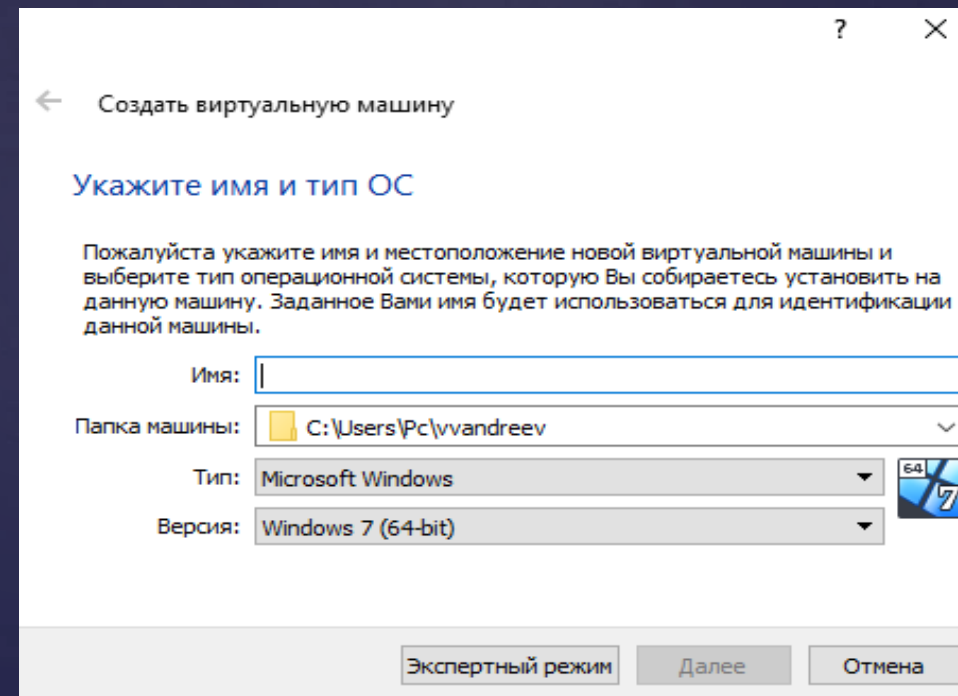 ?
Создать виртуальную машину
Укажите имя и тип ОС
Пожалуйста укажите имя и местоположение новой виртуальной машины и
выберите тип операционной системы, которую Вы собираетесь установить на
данную машину. Заданное Вами имя будет использоваться для идентификации
данной машины.
Имя:
Папка машины: C:\Users\Pc\vvandreev
Тип: Microsoft Windows
64
7
Версия: Windows 7 (64-bit)
Экспертный режим Далее Отмена